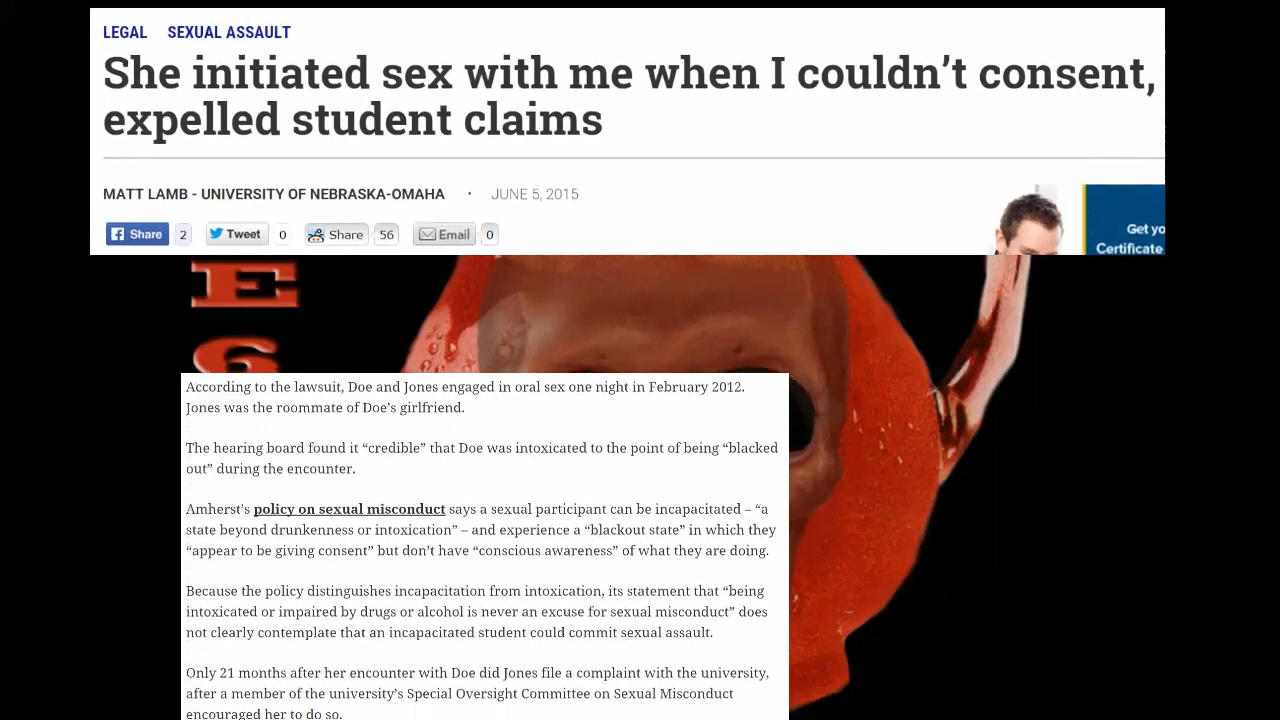 LEGAL SEXUAL ASSAULT
She initiated sex with me when I couldn’t consent,
expelled student claims
MATT LAMB - UNIVERSITY OF NEBRASKA-OMAHA • JUNE 5, 2015
Share 2 Tweet 0 Share 56 Email 0
Get yo
Certificate
E
6
According to the lawsuit, Doe and Jones engaged in oral sex one night in February 2012.
Jones was the roommate of Doe’s girlfriend.
The hearing board found it “credible” that Doe was intoxicated to the point of being “blacked
out” during the encounter.
Amherst’s policy on sexual misconduct says a sexual participant can be incapacitated – “a
state beyond drunkenness or intoxication” – and experience a “blackout state” in which they
“appear to be giving consent” but don’t have “conscious awareness” of what they are doing.
Because the policy distinguishes incapacitation from intoxication, its statement that “being
intoxicated or impaired by drugs or alcohol is never an excuse for sexual misconduct” does
not clearly contemplate that an incapacitated student could commit sexual assault.
Only 21 months after her encounter with Doe did Jones file a complaint with the university,
after a member of the university’s Special Oversight Committee on Sexual Misconduct
encouraged her to do so.